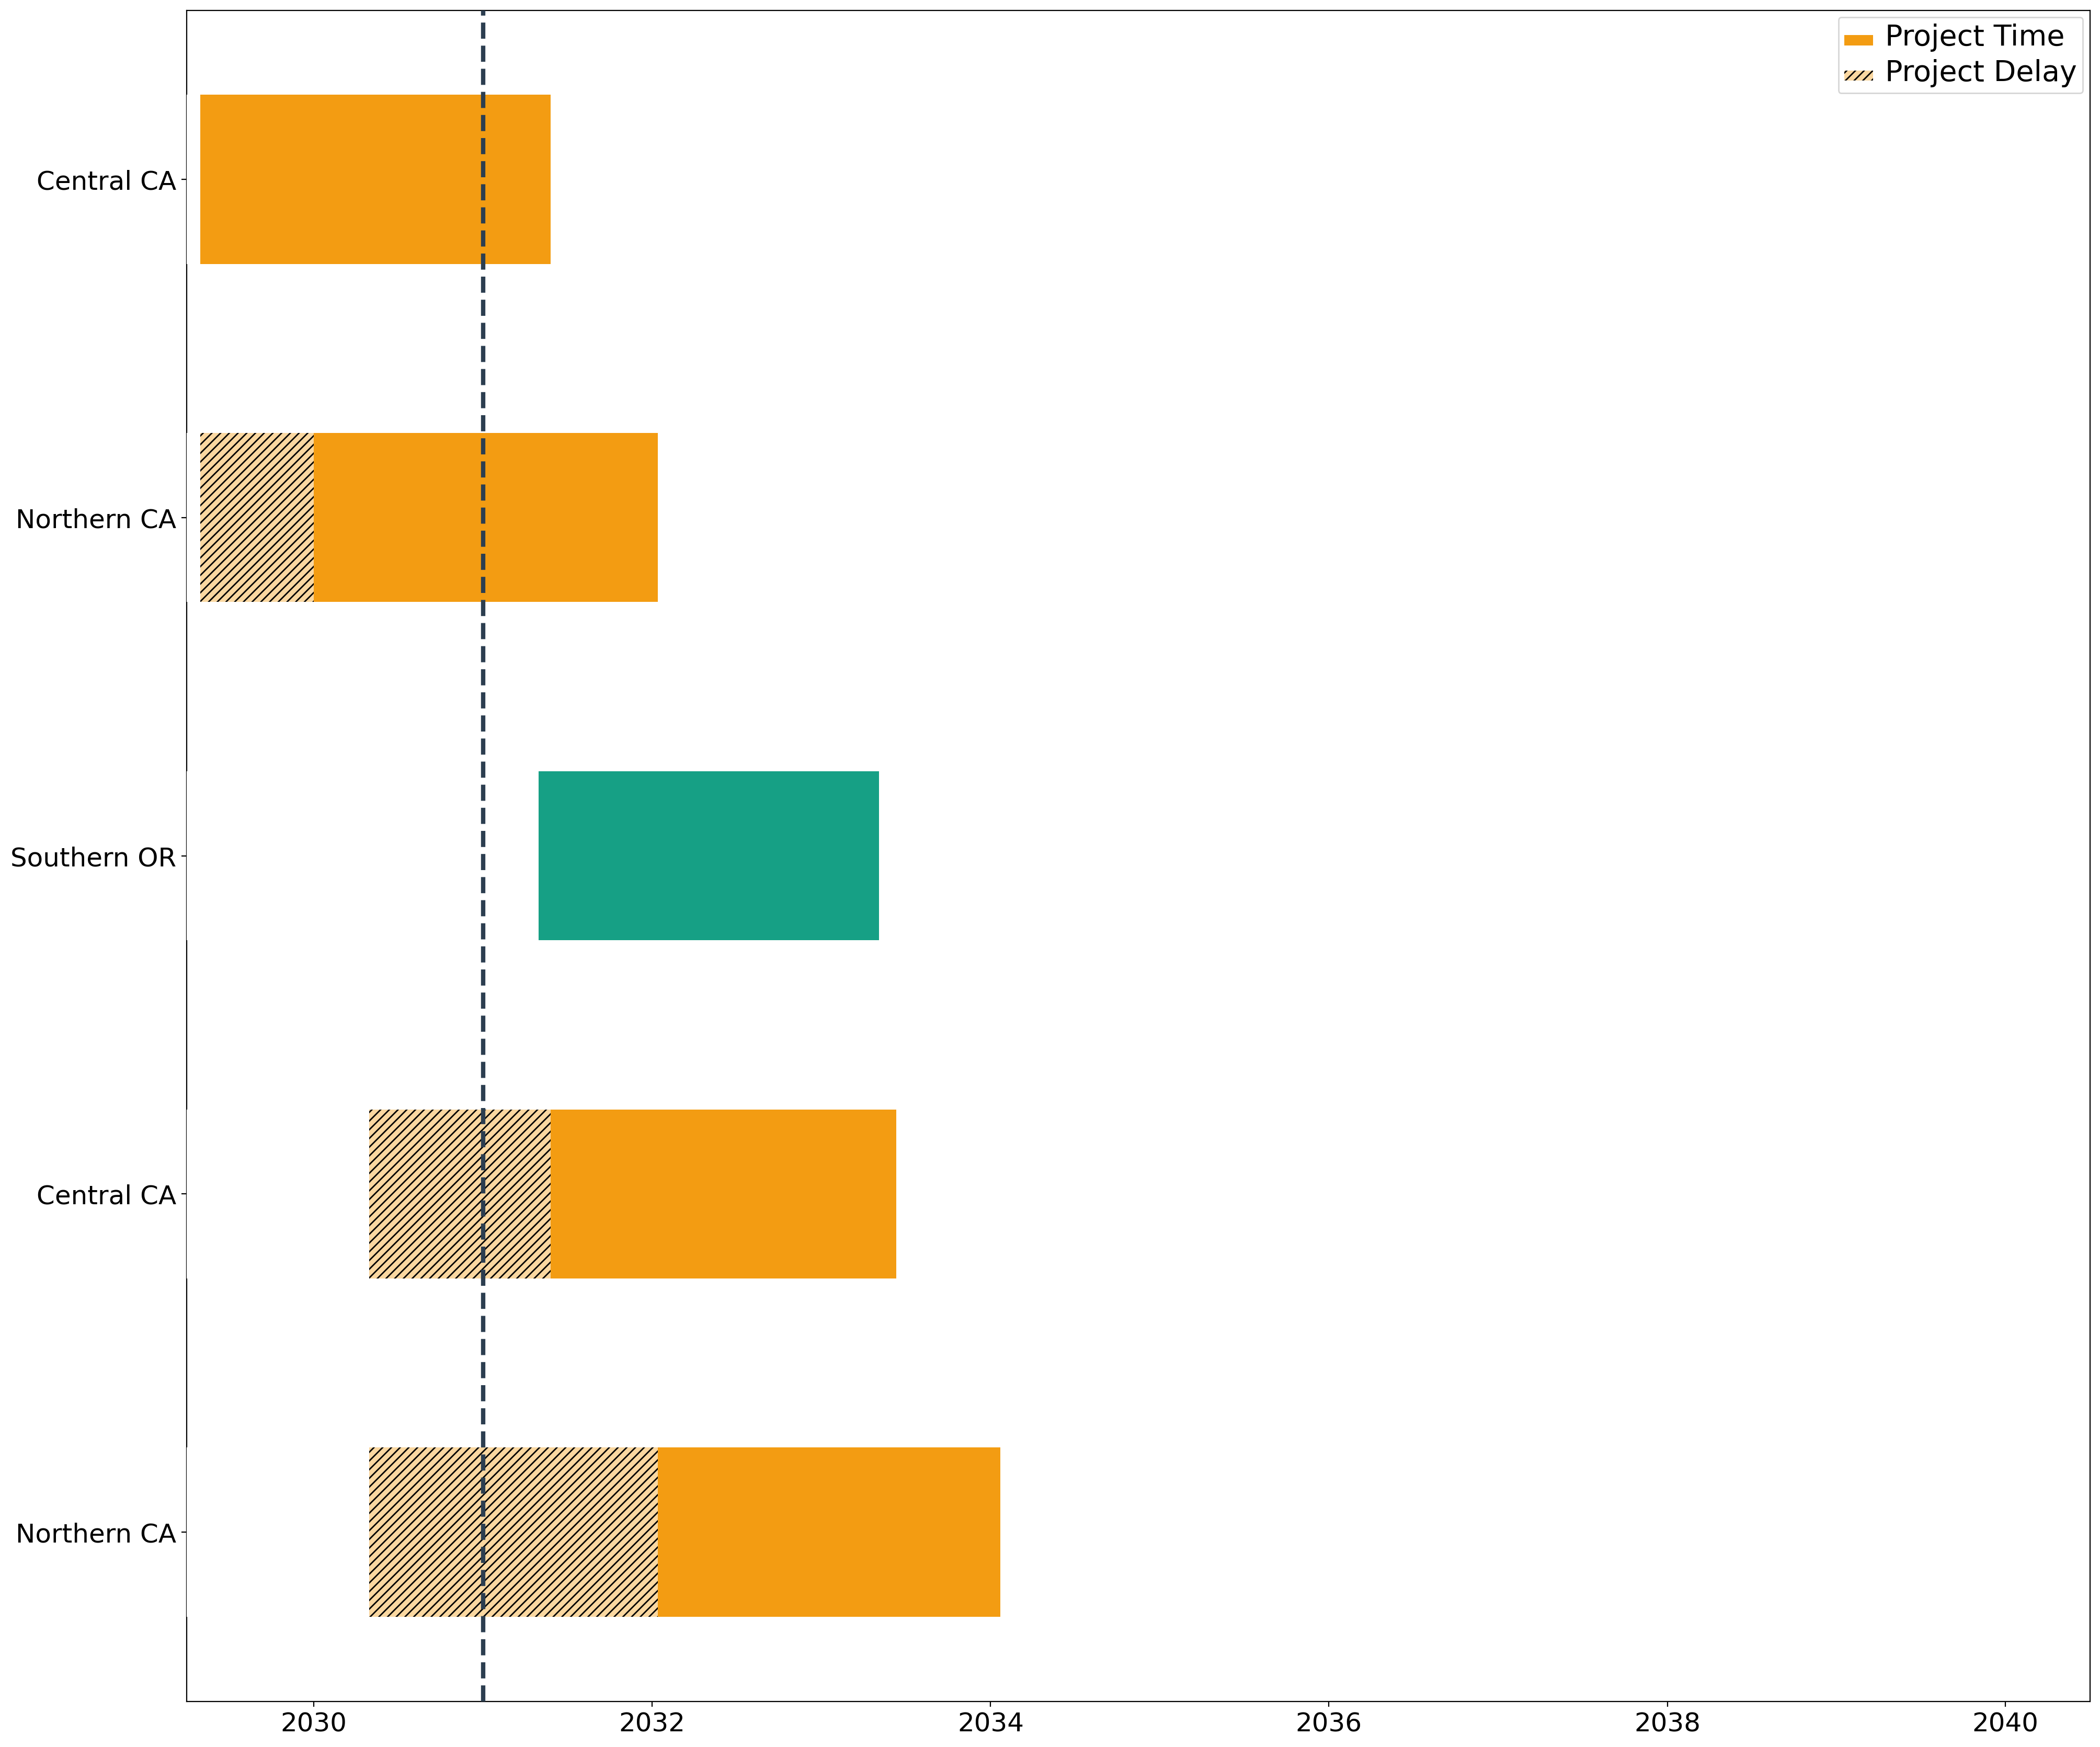 Project Time
Project Delay
Central CA
Northern CA
Southern OR
Central CA
Northern CA
2030 2032 2034 2036 2038 2040